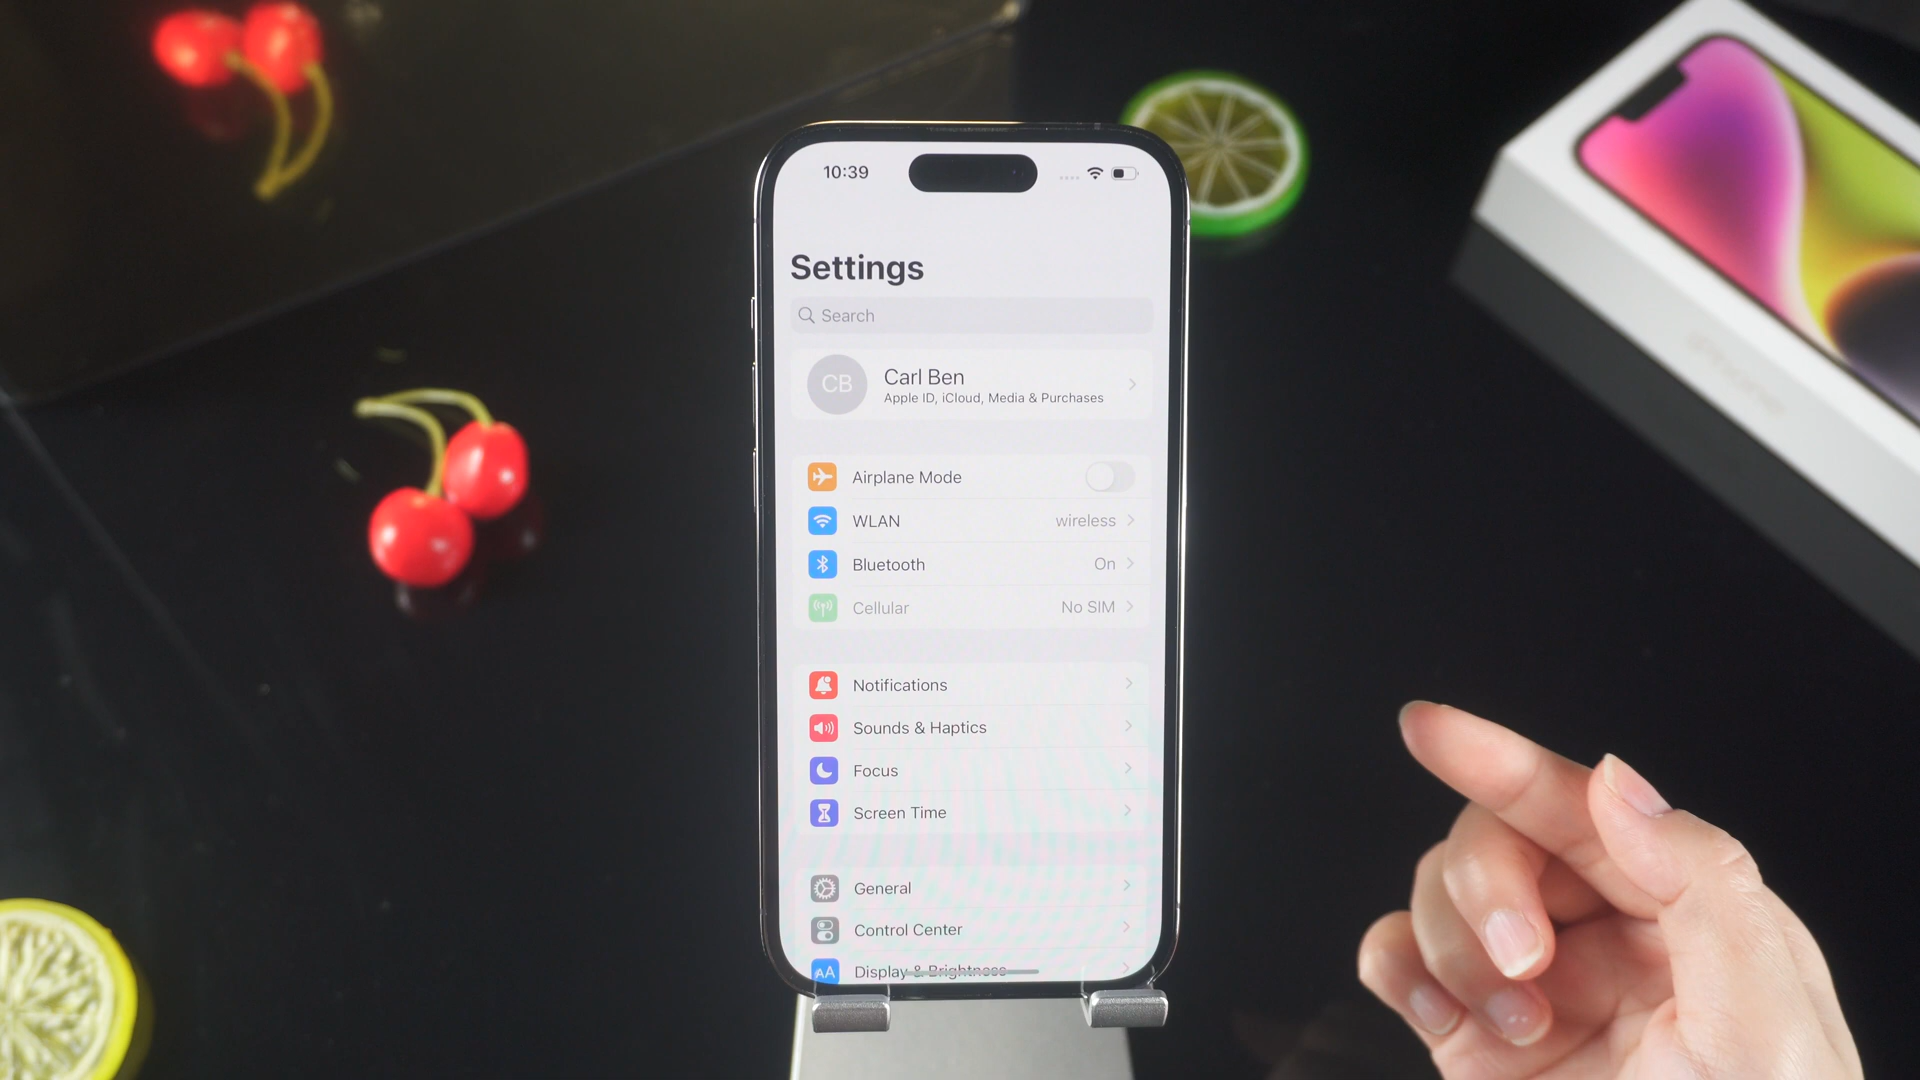 10:39
Settings
Search
CB
Carl Ben
Apple ID, iCloud, Media & Purchases
Airplane Mode
WLAN wireless
Bluetooth On
Cellular No SIM
Notifications
Sounds & Haptics
Focus
Screen Time
General
Control Center
AA Display & Brightness